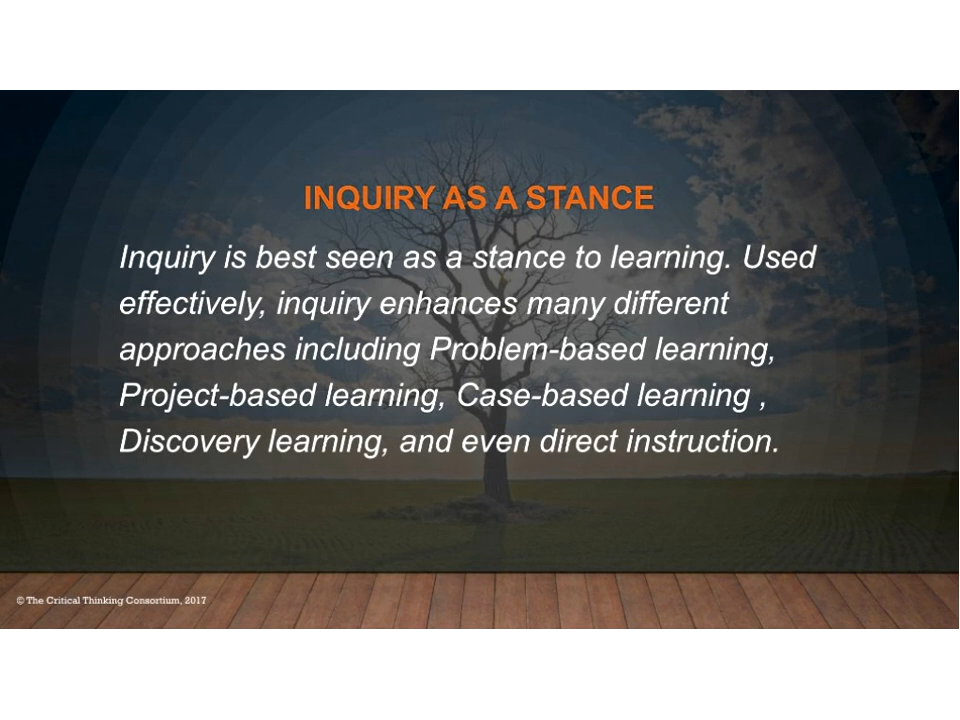 INQUIRY AS A STANCE
Inquiry is best seen as a stance to learning. Used
effectively, inquiry enhances many different
approaches including Problem-based learning,
Project-based learning, Case-based learning ,
Discovery learning, and even direct instruction.
© The Critical Thinking Consortium, 2017